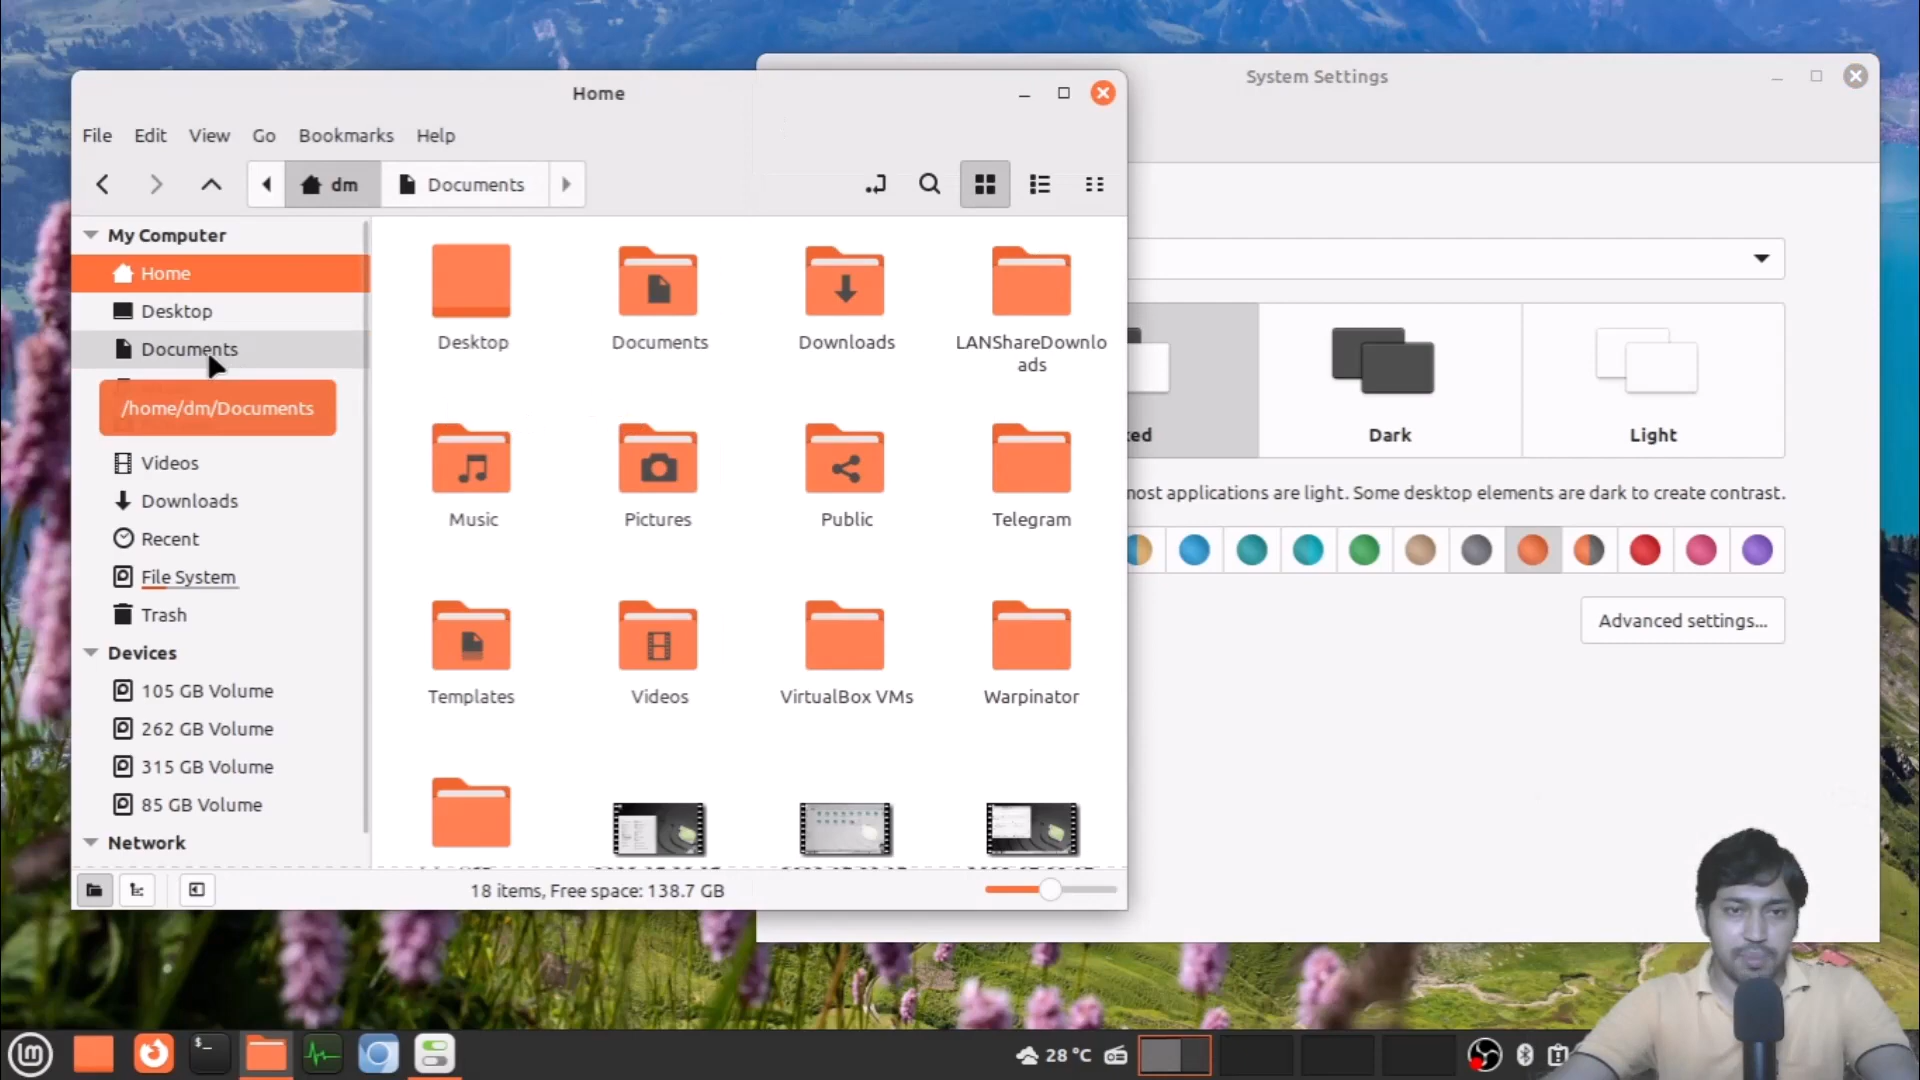 System Settings
Home
File Edit View Go Bookmarks Help
dm Documents
My Computer
Home
Desktop
Documents
/home/dm/Documents
Videos
Downloads
Recent
File System
Trash
Devices
105 GB Volume
262 GB Volume
315 GB Volume
85 GB Volume
Network
Desktop Documents Downloads LANShareDownlo
ads
Music Pictures Public Telegram
Templates Videos VirtualBox VMs Warpinator
18 items, Free space: 138.7 GB
Dark Light
most applications are light. Some desktop elements are dark to create contrast.
Advanced settings...
28 °C